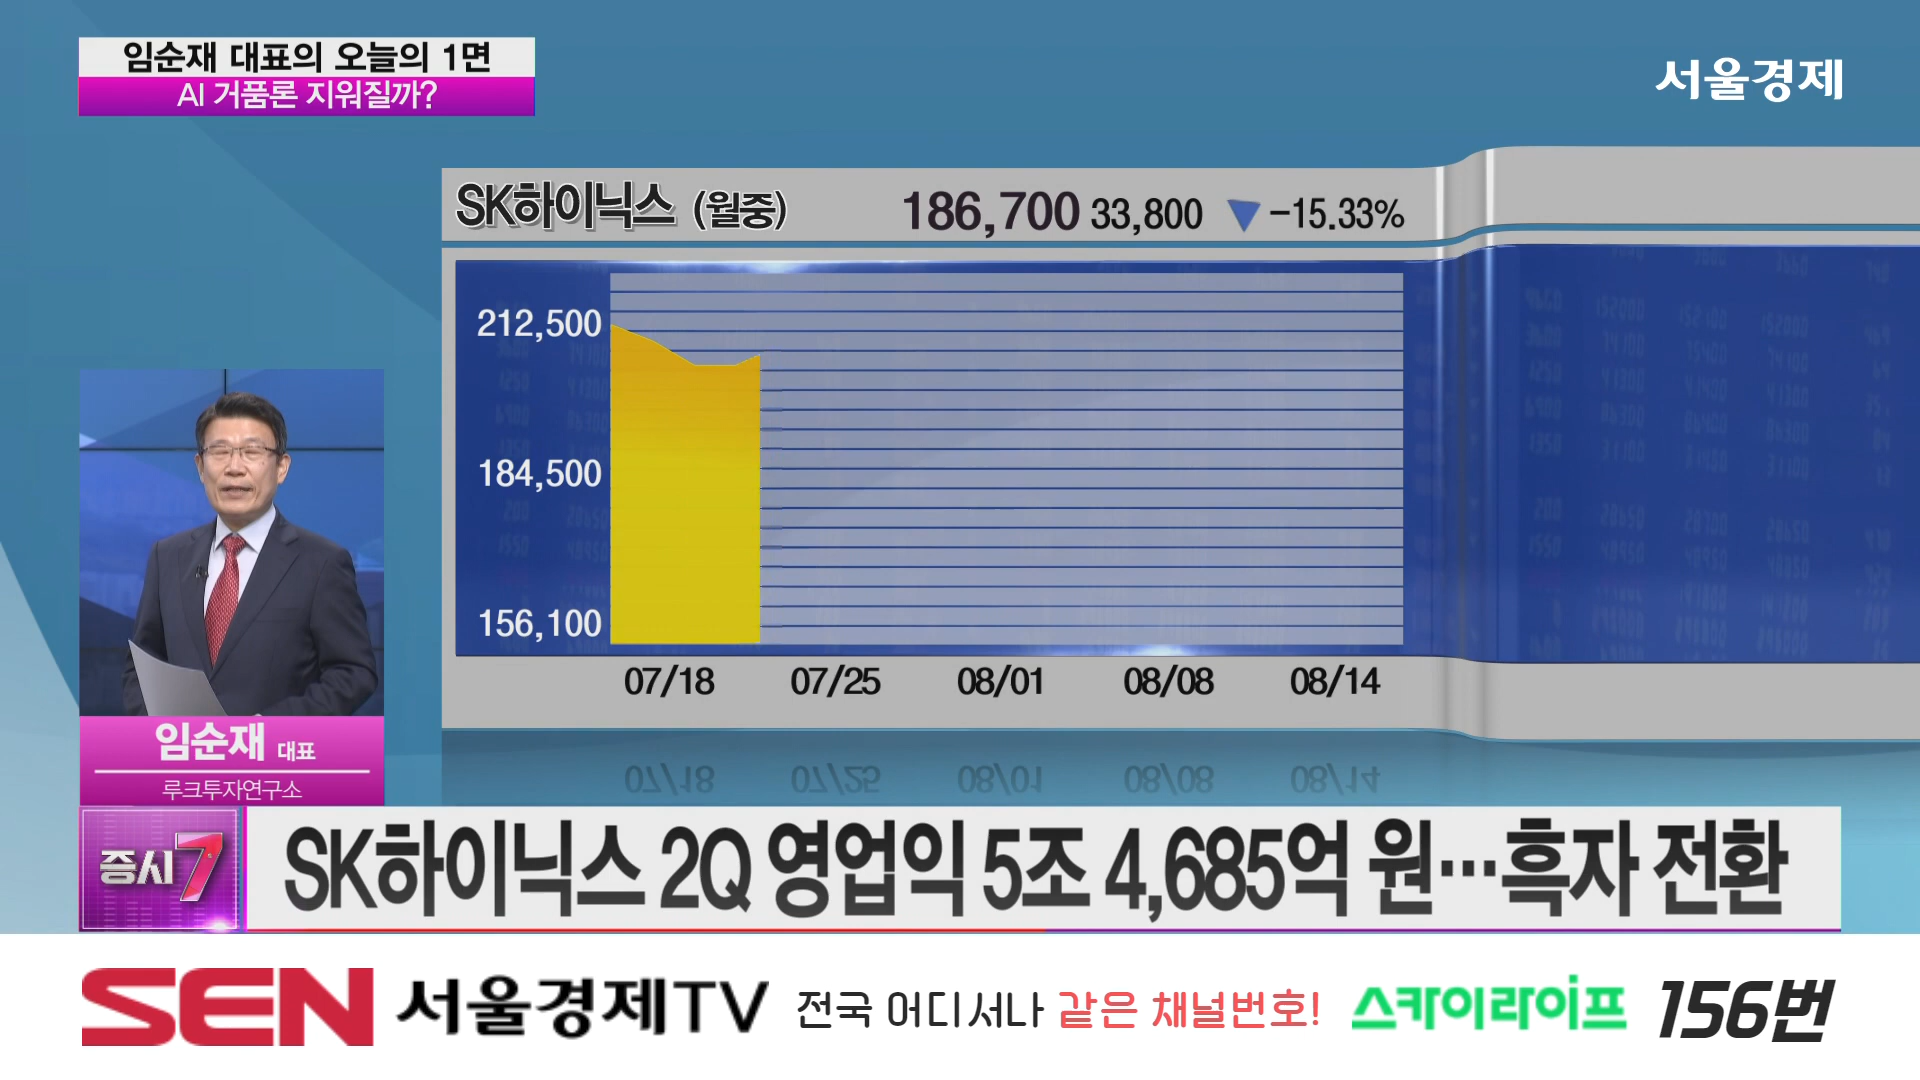 임순재 대표의 오늘의 1면
AI 거품론 지워질까?
서울경제
SK하이닉스 (월중) 186,700 33,800 ▼ -15.33%
212,500
184,500
156,100
07/18 07/25 08/01 08/08 08/14
임순재 대표
루크투자연구소
증시7
SK하이닉스 2Q 영업익 5조 4,685억 원…흑자 전환
SEN 서울경제TV 전국 어디서나 같은 채널번호! 스카이라이프 156번